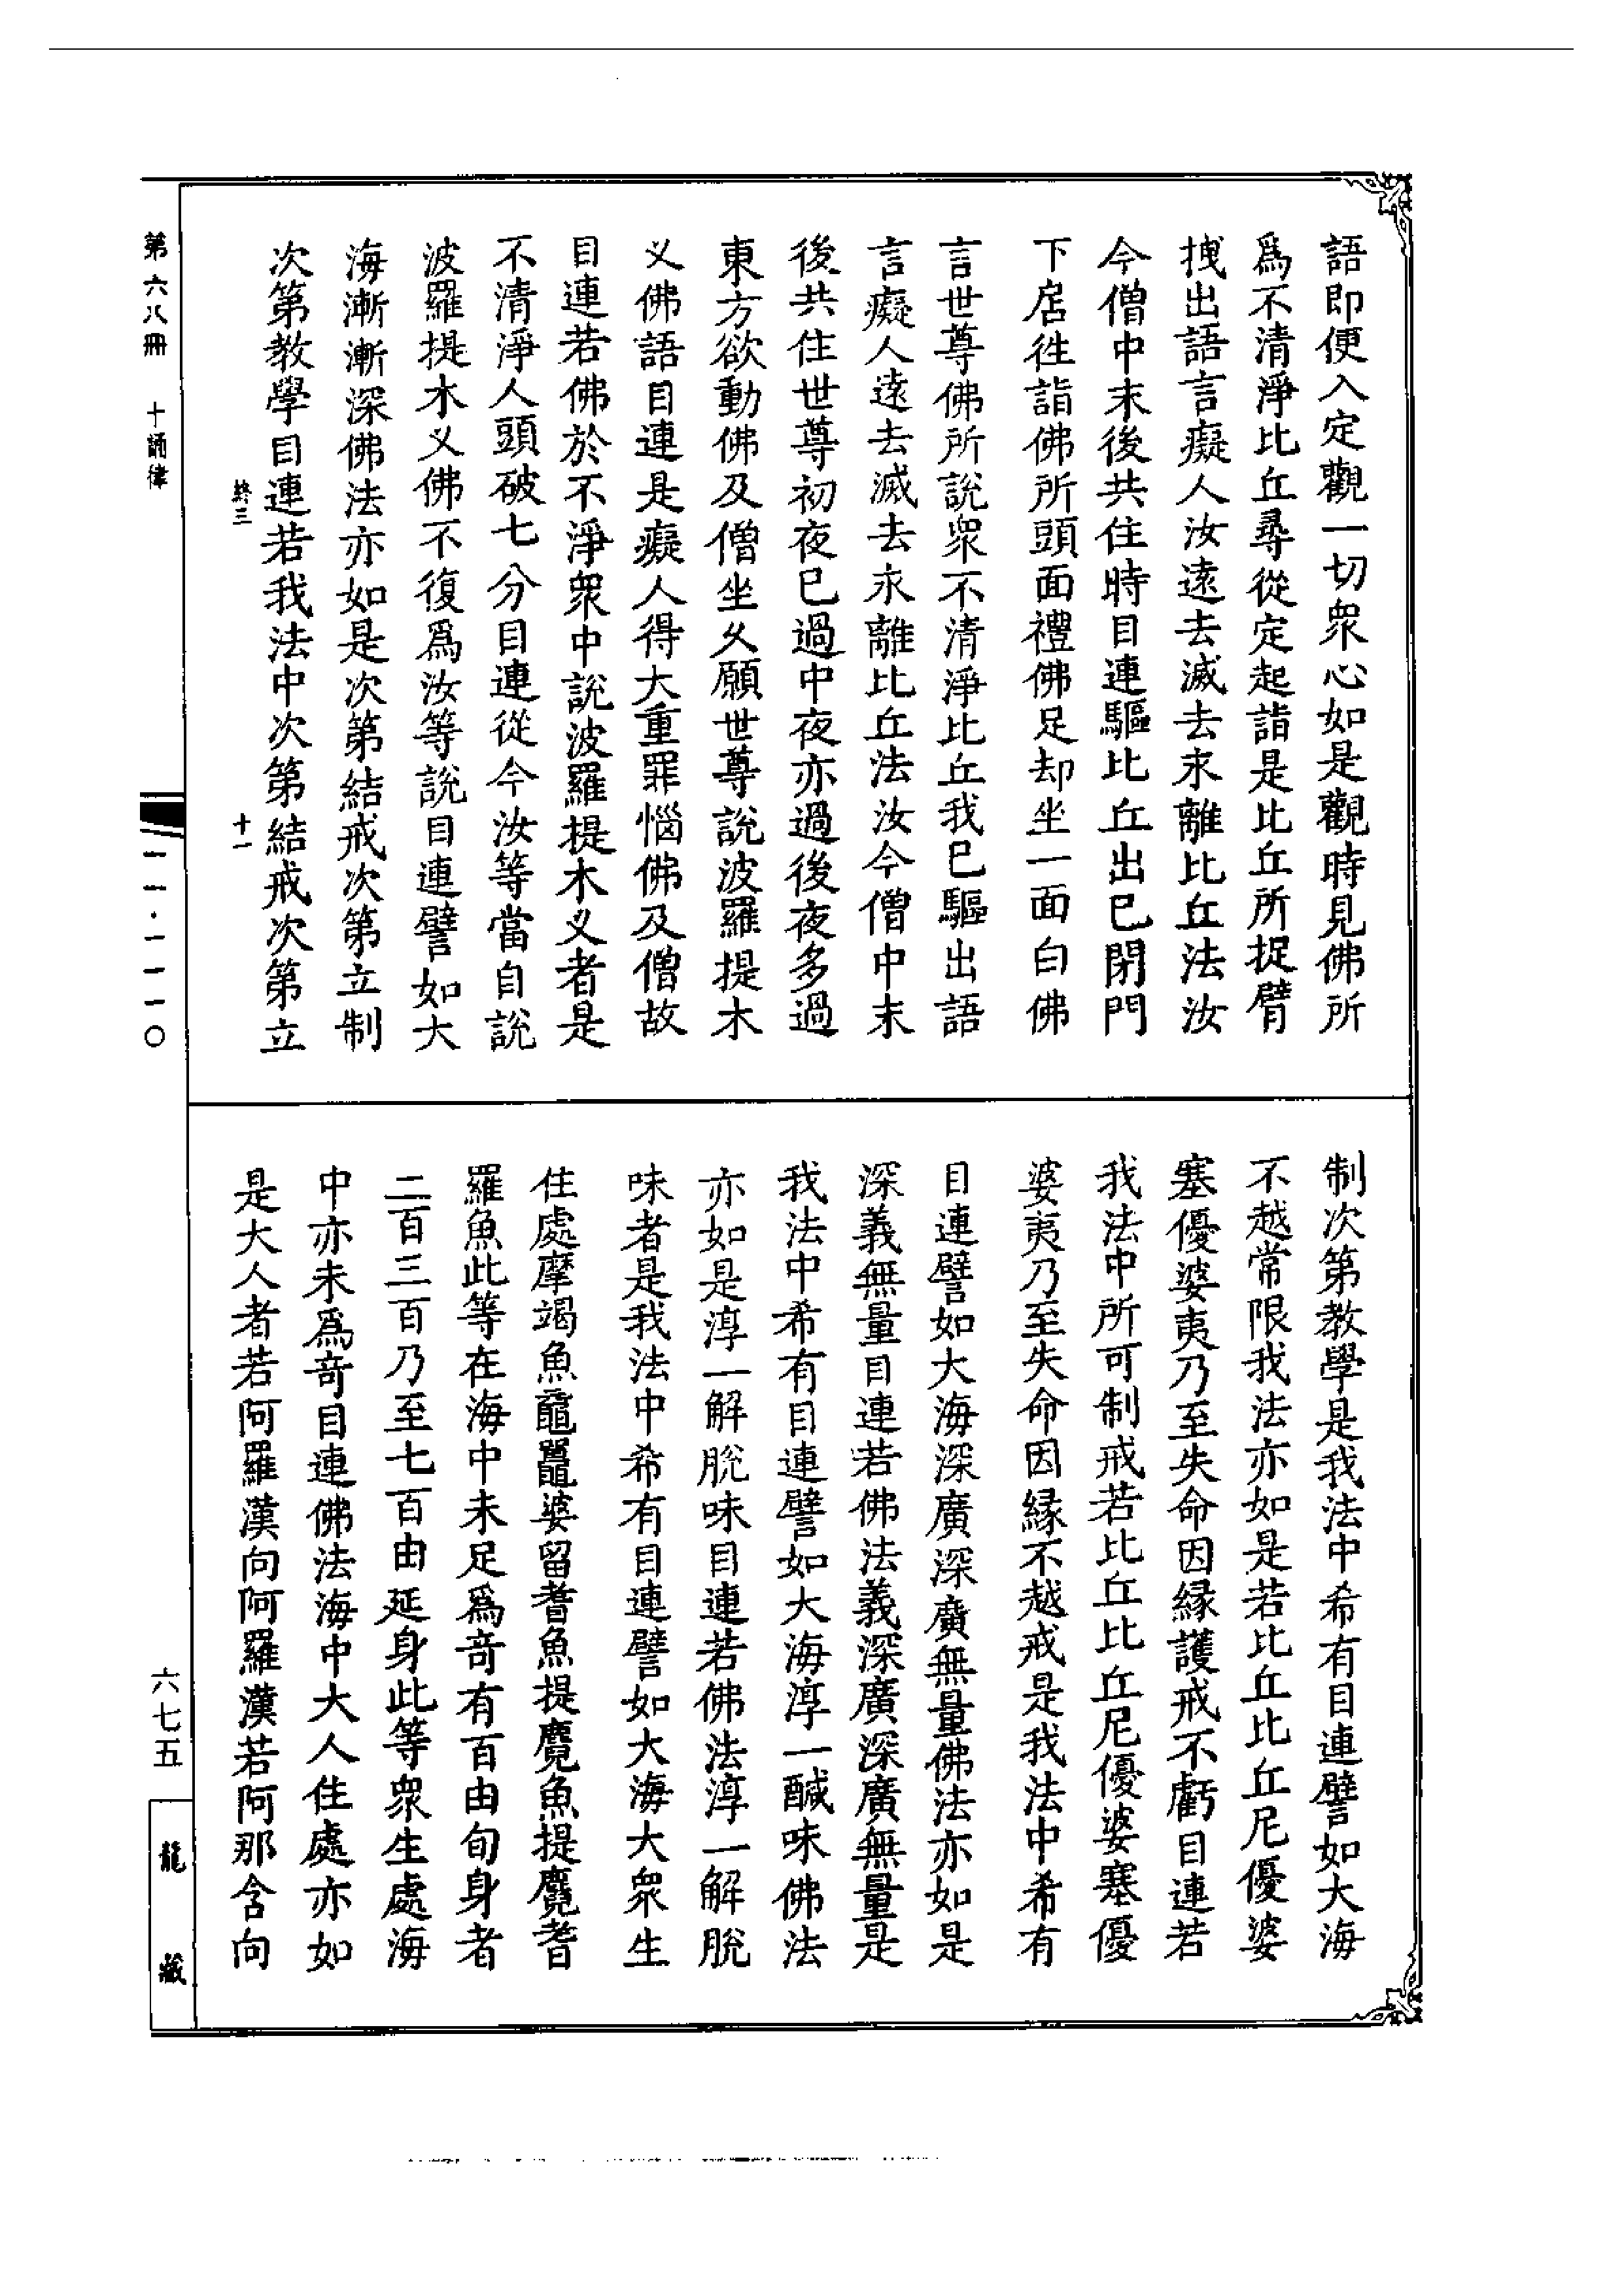 語即便入定觀一切衆心如是觀時見佛所
爲不清淨比丘尋從定起詣是比丘所捉臂
拽出語言癡人汝遠去滅去永離比丘法汝
今僧中末後共住時目連驅比丘出已閉門
下扂徃詣佛所頭面禮佛足却坐一面白佛
言世尊佛所說衆不清淨比丘我已驅出語
言癡人遠去滅去永離比丘法汝今僧中末
後共住世尊初夜已過中夜亦過後夜多過
東方欲動佛及僧坐久願世尊說波羅提木
义佛語目連是癡人得大重罪惱佛及僧故
目連若佛於不淨衆中說波羅提木义者是
不清淨人頭破七分目連從今汝等當自說
波羅提木义佛不復爲汝等說目連譬如大
海漸漸深佛法亦如是次第結戒次第立制
次第教學目連若我法中次第結戒次第立
終三 十一
第六八冊 十誦律 一一·一一一〇
制次第教學是我法中希有目連譬如大海
不越常限我法亦如是若比丘比丘尼優婆
塞優婆夷乃至失命因緣護戒不虧目連若
我法中所可制戒若比丘比丘尼優婆塞優
婆夷乃至失命因緣不越戒是我法中希有
目連譬如大海深廣深廣無量佛法亦如是
深義無量目連若佛法義深廣深廣無量是
我法中希有目連譬如大海淳一醎味佛法
亦如是淳一解脫味目連若佛法淳一解脫
味者是我法中希有目連譬如大海大衆生
住處摩竭魚龜鼉婆留耆魚提魔魚提魔耆
羅魚此等在海中未足爲竒有百由旬身者
二百三百乃至七百由延身此等衆生處海
中亦未爲竒目連佛法海中大人住處亦如
是大人者若阿羅漢向阿羅漢若阿那含向
六七五
龍藏